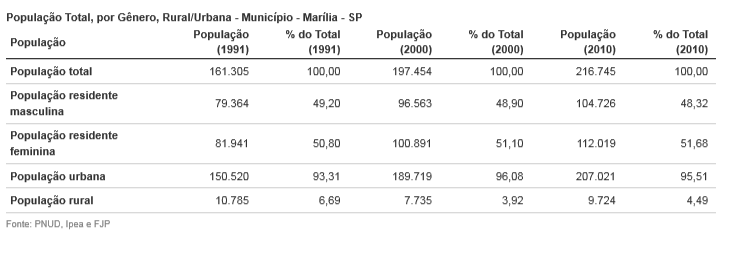 População Total, por Gênero, Rural/Urbana - Município - Marília - SP
População População (1991) % do Total (1991) População (2000) % do Total (2000) População (2010) % do Total (2010)
População total 161.305 100,00 197.454 100,00 216.745 100,00
População residente masculina 79.364 49,20 96.563 48,90 104.726 48,32
População residente feminina 81.941 50,80 100.891 51,10 112.019 51,68
População urbana 150.520 93,31 189.719 96,08 207.021 95,51
População rural 10.785 6,69 7.735 3,92 9.724 4,49
Fonte: PNUD, Ipea e FJP